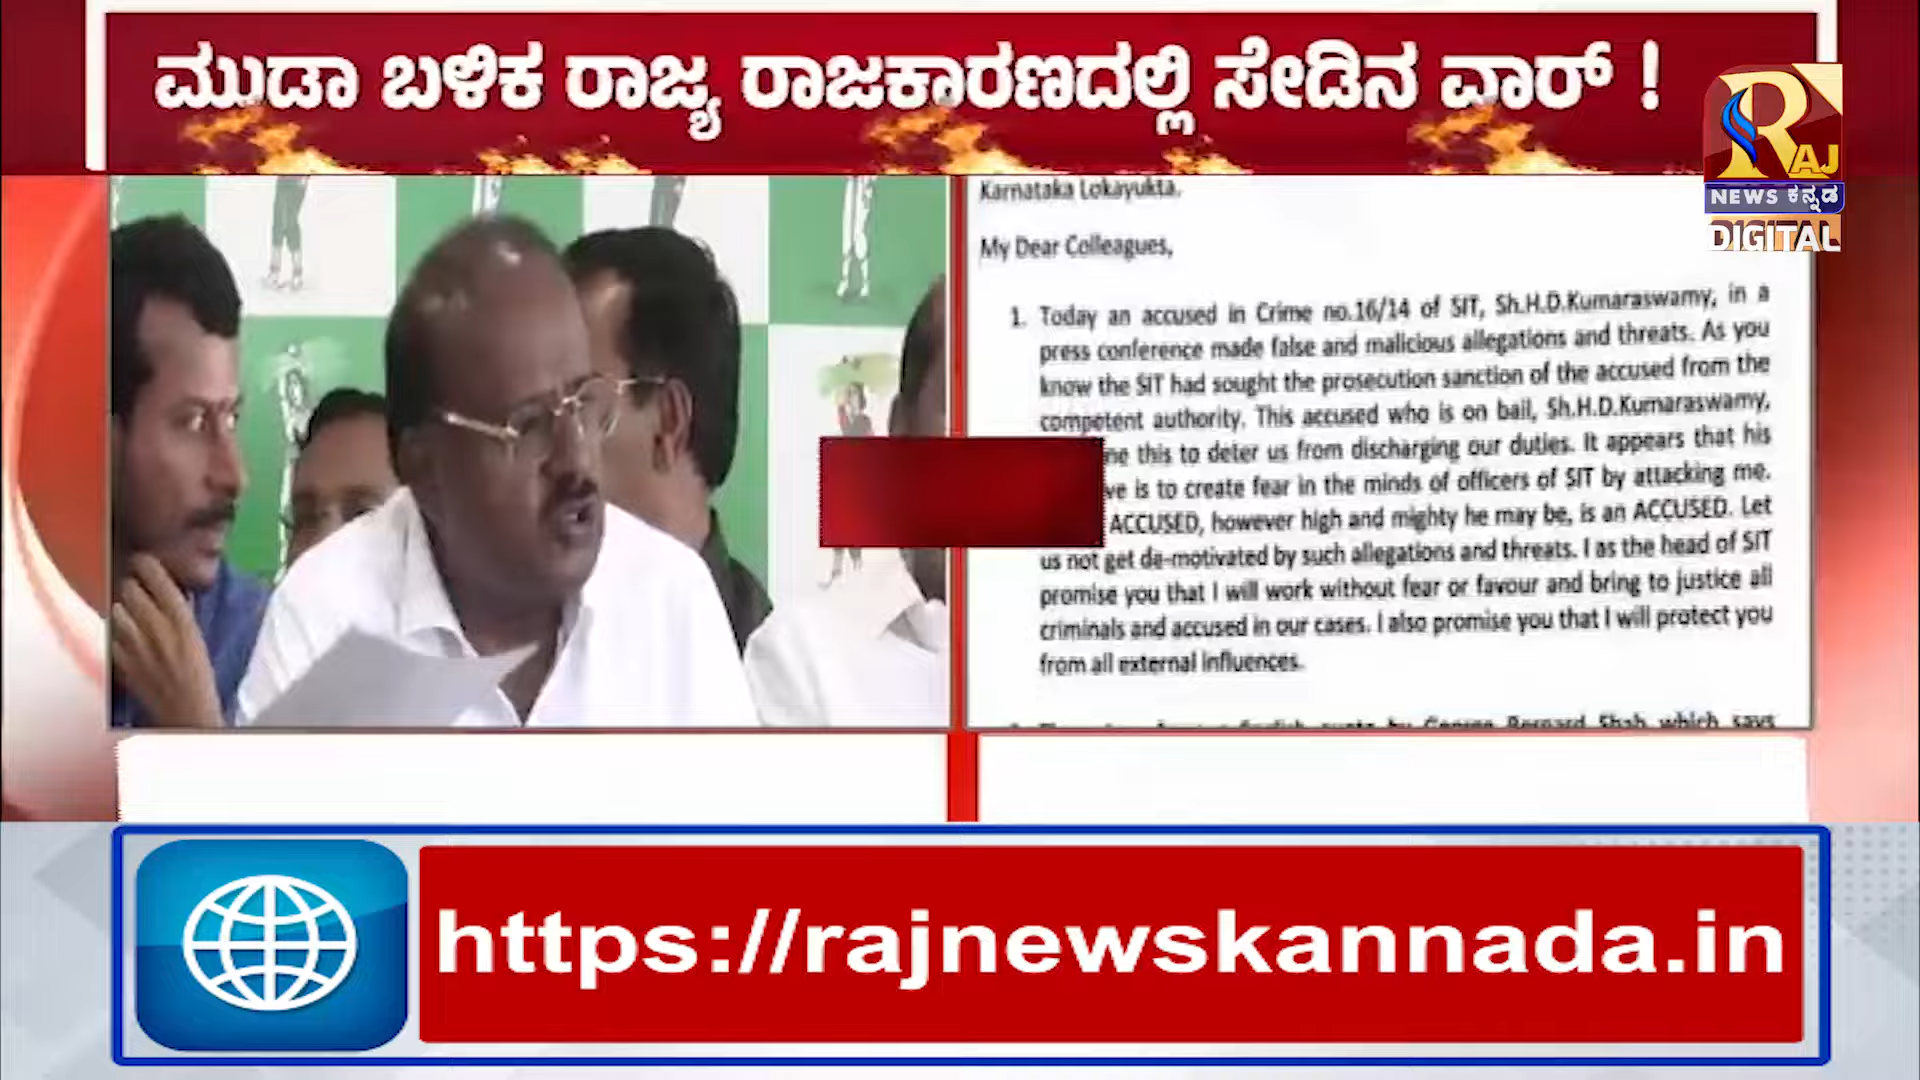 ಮುಡಾ ಬಳಿಕ ರಾಜ್ಯ ರಾಜಕಾರಣದಲ್ಲಿ ಸೇಡಿನ ವಾರ್ !
RAJ
NEWS ಕನ್ನಡ
DIGITAL
Karnataka Lokayukta.
My Dear Colleagues,
1. Today an accused in Crime no.16/14 of SIT, Sh.H.D.Kumaraswamy, in a
press conference made false and malicious allegations and threats. As you
know the SIT had sought the prosecution sanction of the accused from the
competent authority. This accused who is on bail, Sh.H.D.Kumaraswamy,
this to deter us from discharging our duties. It appears that his
is to create fear in the minds of officers of SIT by attacking me.
ACCUSED, however high and mighty he may be, is an ACCUSED. Let
us not get de-motivated by such allegations and threats. I as the head of SIT
promise you that I will work without fear or favour and bring to justice all
criminals and accused in our cases. I also promise you that I will protect you
from all external influences.
by George Bernard Shah which says
https://rajnewskannada.in